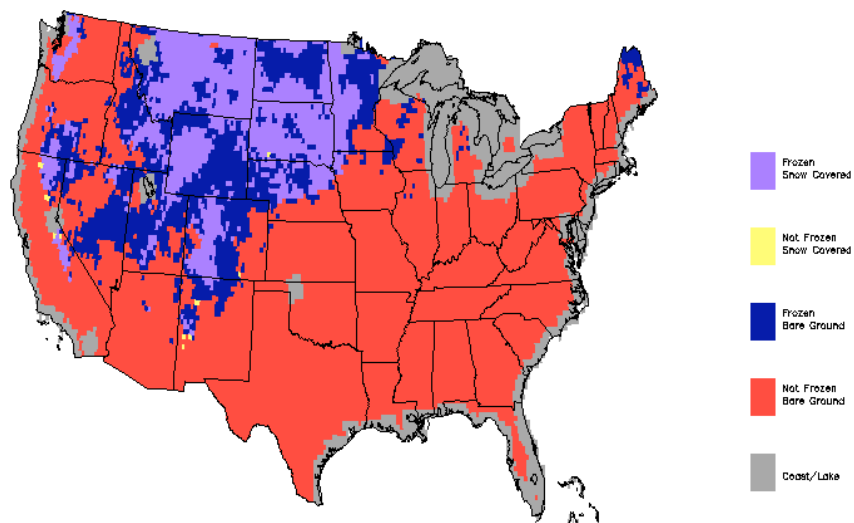 Frozen
Snow Covered
Not Frozen
Snow Covered
Frozen
Bare Ground
Not Frozen
Bare Ground
Coast/Lake